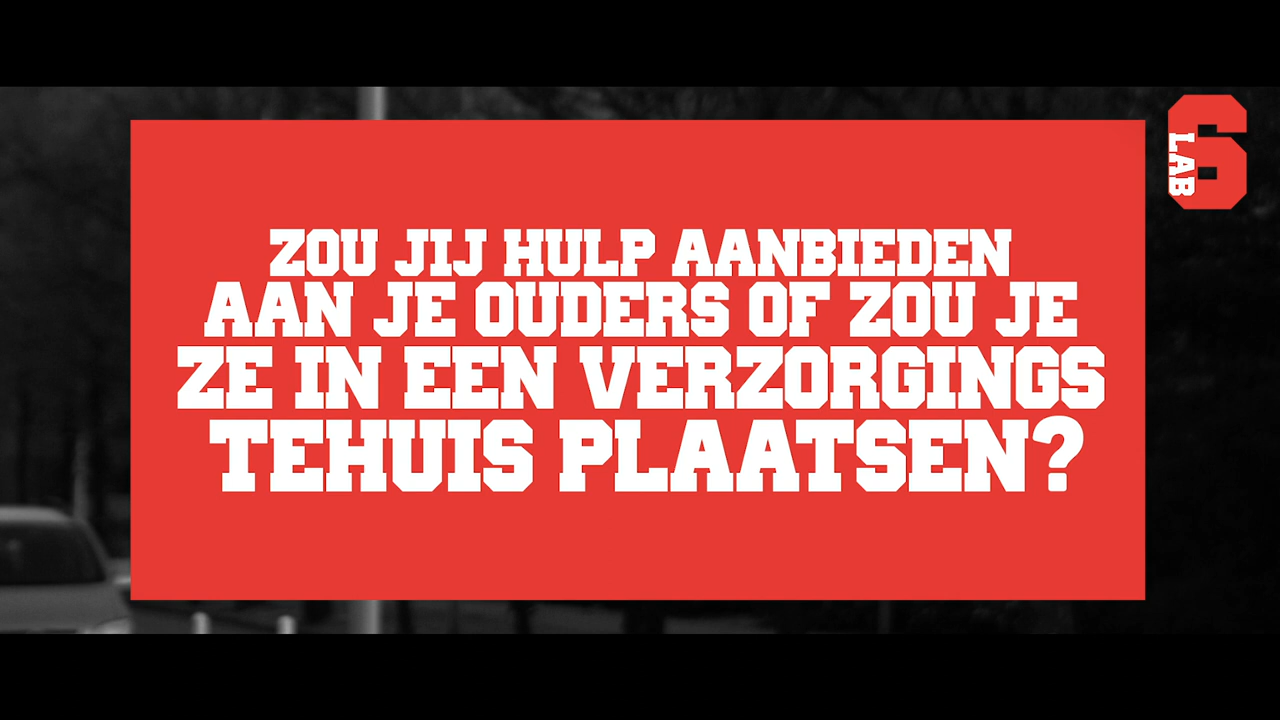 ZOU JIJ HULP AANBIEDEN
AAN JE OUDERS OF ZOU JE
ZE IN EEN VERZORGINGS
TEHUIS PLAATSEN?
6
LAB